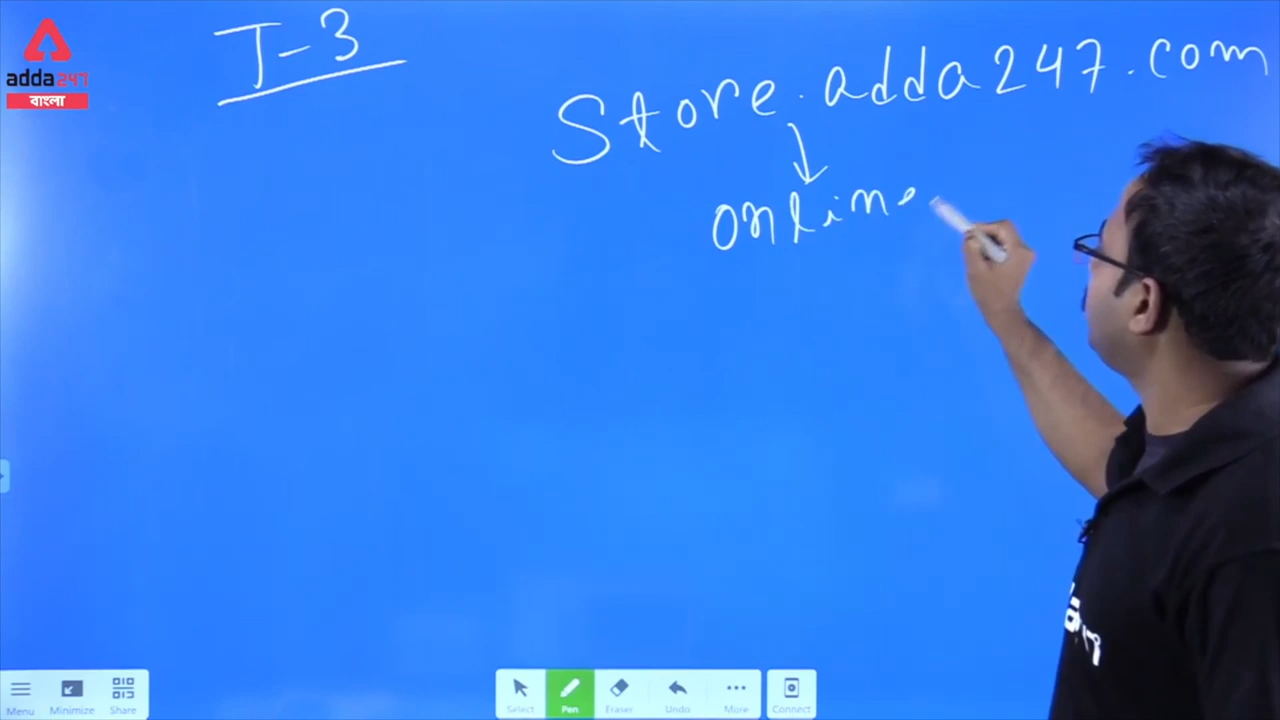 adda247
বাংলা
T-3
Store.adda247.com
online
Menu
Minimize
Share
Select
Pen
Eraser
Undo
More
Connect